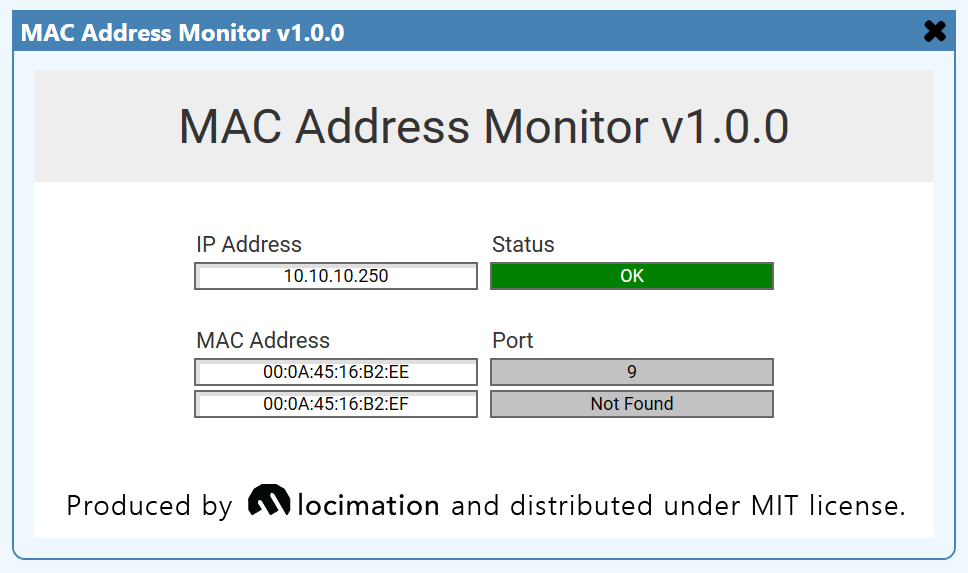 MAC Address Monitor v1.0.0
MAC Address Monitor v1.0.0
IP Address Status
10.10.10.250 OK
MAC Address Port
00:0A:45:16:B2:EE 9
00:0A:45:16:B2:EF Not Found
Produced by locimation and distributed under MIT license.